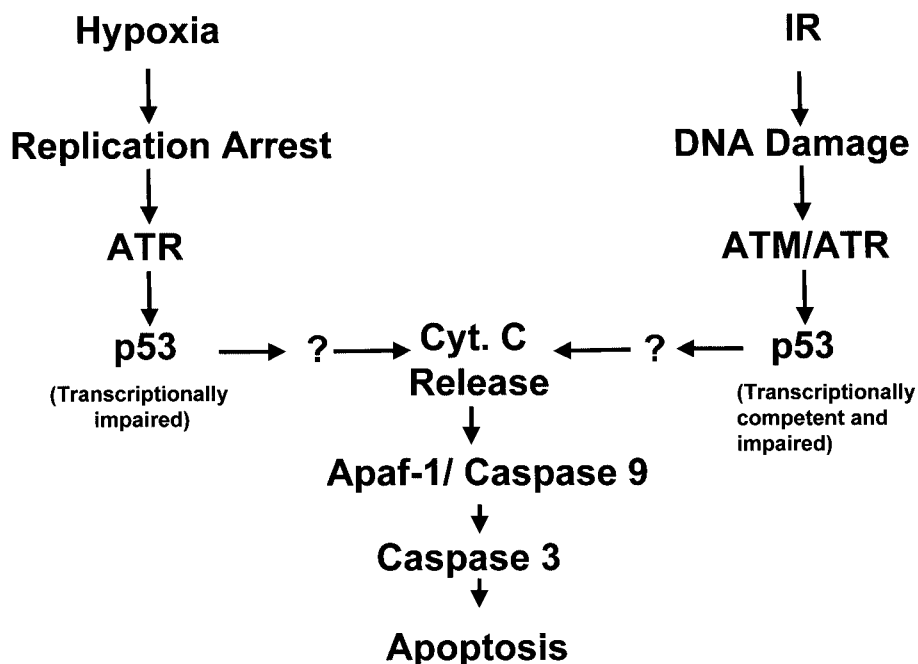 Hypoxia
IR
Replication Arrest
DNA Damage
ATR
ATM/ATR
p53
?
Cyt. C
Release
?
p53
(Transcriptionally
impaired)
(Transcriptionally
competent and
impaired)
Apaf-1/ Caspase 9
Caspase 3
Apoptosis